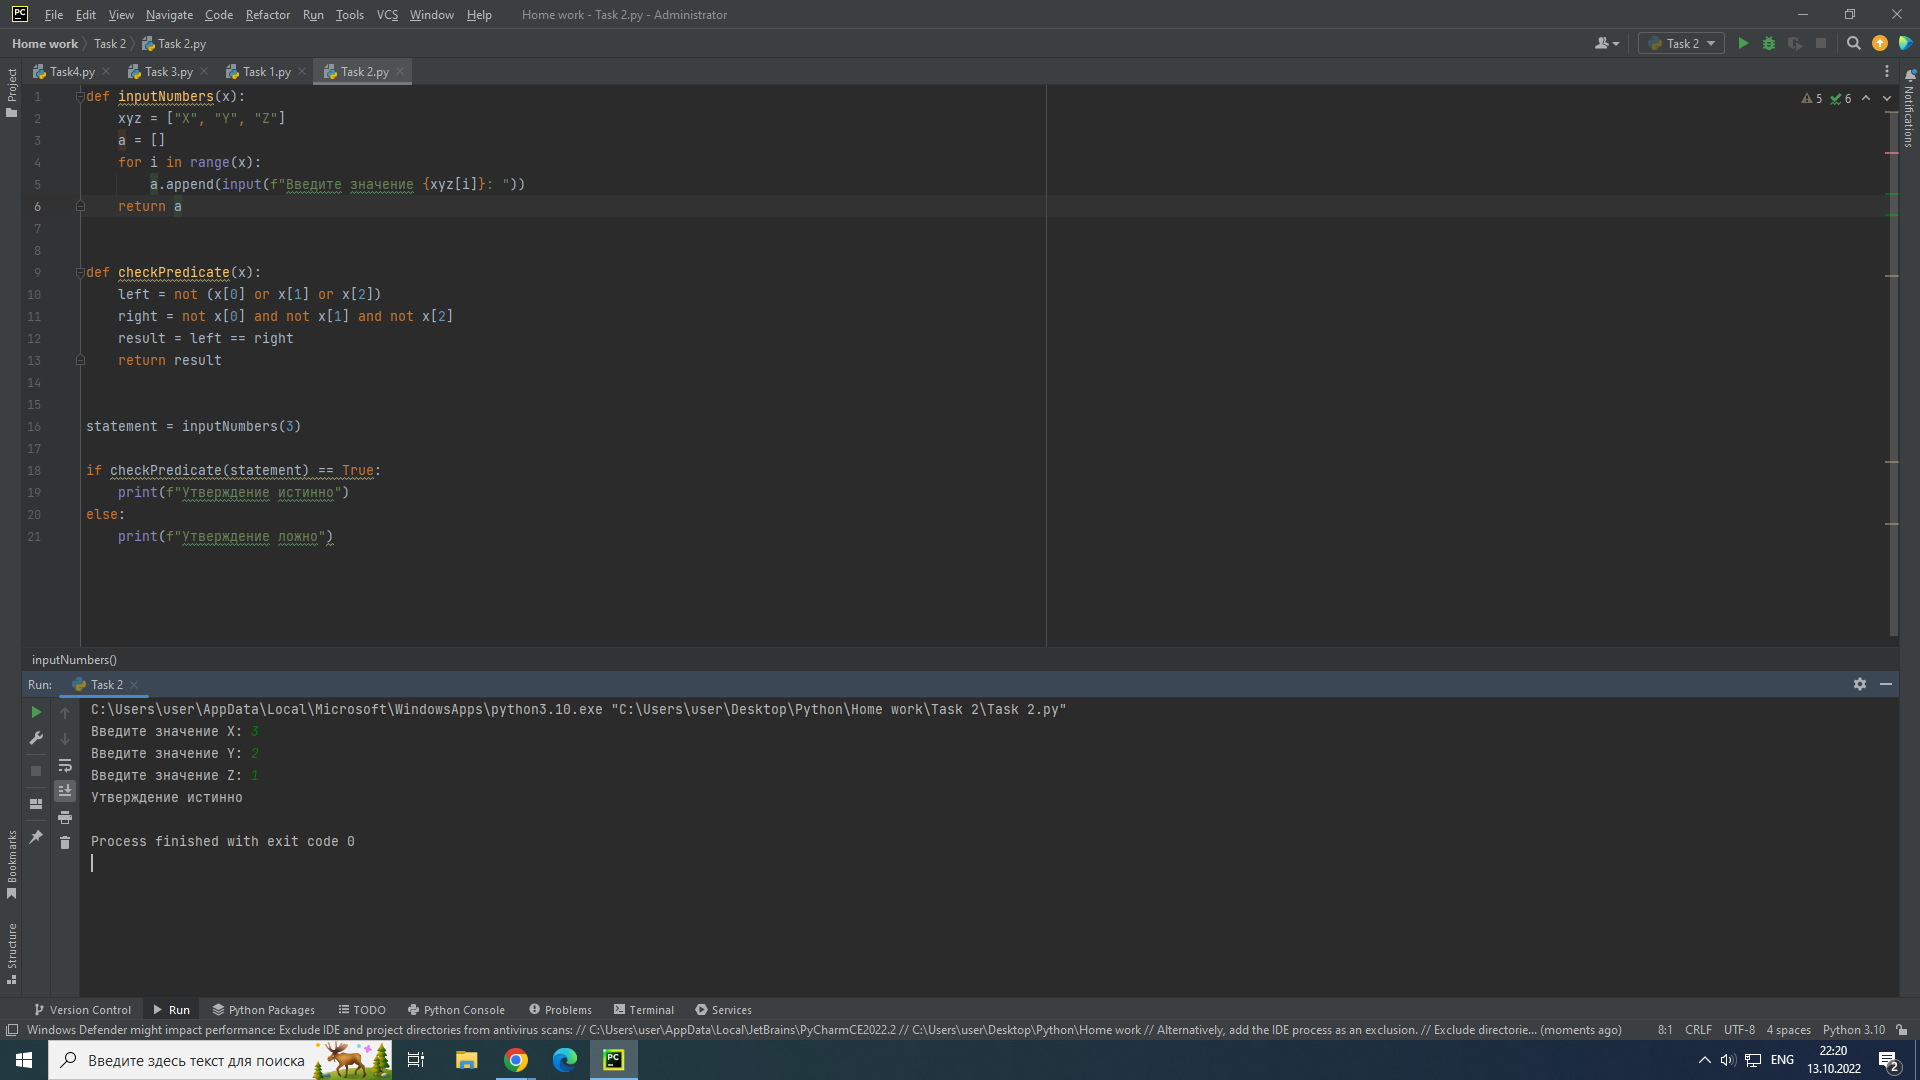 PC File Edit View Navigate Code Refactor Run Tools VCS Window Help Home work - Task 2.py - Administrator
Home work Task 2 Task 2.py Task 2
Task4.py Task 3.py Task 1.py Task 2.py
Project
Notifications
5 6
1 def inputNumbers(x):
2 xyz = ["X", "Y", "Z"]
3 a = []
4 for i in range(x):
5 a.append(input(f"Введите значение {xyz[i]}: "))
6 return a
7
8
9 def checkPredicate(x):
10 left = not (x[0] or x[1] or x[2])
11 right = not x[0] and not x[1] and not x[2]
12 result = left == right
13 return result
14
15
16 statement = inputNumbers(3)
17
18 if checkPredicate(statement) == True:
19 print(f"Утверждение истинно")
20 else:
21 print(f"Утверждение ложно")
inputNumbers()
Run: Task 2
C:\Users\user\AppData\Local\Microsoft\WindowsApps\python3.10.exe "C:\Users\user\Desktop\Python\Home work\Task 2\Task 2.py"
Введите значение X: 3
Введите значение Y: 2
Введите значение Z: 1
Утверждение истинно
Process finished with exit code 0
Bookmarks
Structure
Version Control Run Python Packages TODO Python Console Problems Terminal Services
Windows Defender might impact performance: Exclude IDE and project directories from antivirus scans: // C:\Users\user\AppData\Local\JetBrains\PyCharmCE2022.2 // C:\Users\user\Desktop\Python\Home work // Alternatively, add the IDE process as an exclusion. // Exclude directorie... (moments ago) 8:1 CRLF UTF-8 4 spaces Python 3.10
Введите здесь текст для поиска PC ENG 22:20
13.10.2022 2